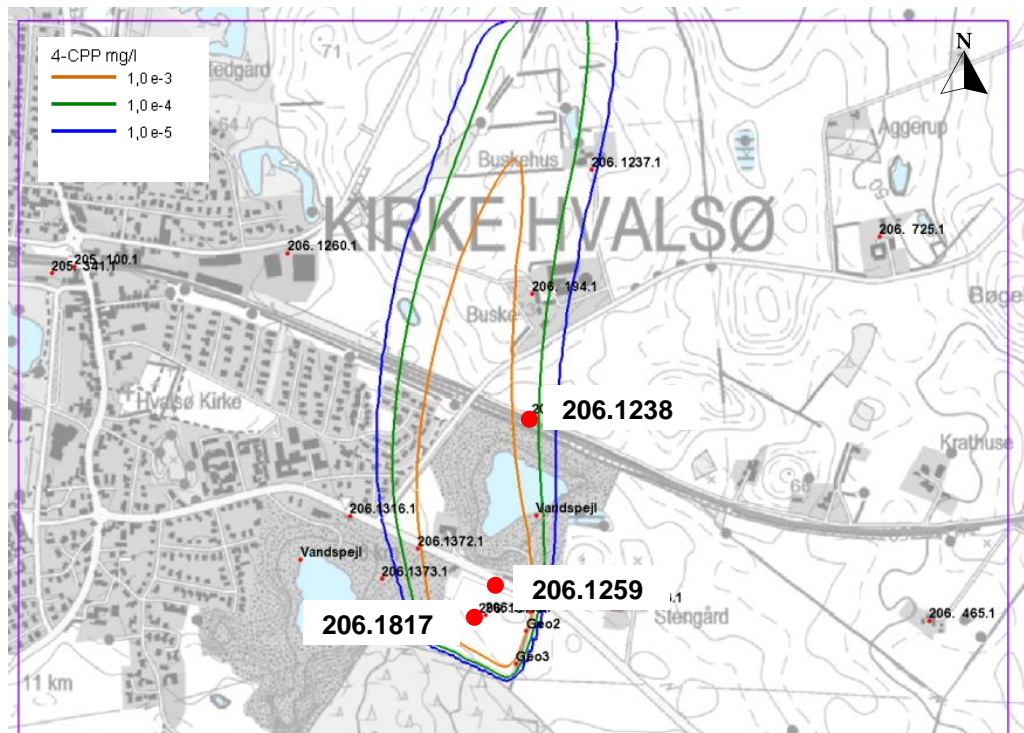 4-CPP mg/l
1,0 e-3
1,0 e-4
1,0 e-5
N
71
64
Aggerup
Buskehus
206. 1237.1
50
KIRKE HVALSØ
206. 725.1
206. 1260.1
205. 100.1
205. 341.1
206. 194.1
Buske
73
206.1238
Hvalsø Kirke
Krathuse
66
206.1316.1
Vandspejl
206.1372.1
Vandspejl
206.1373.1
206.1259
206.1817
Geo2
Stengård
206. 465.1
Geo3
11 km